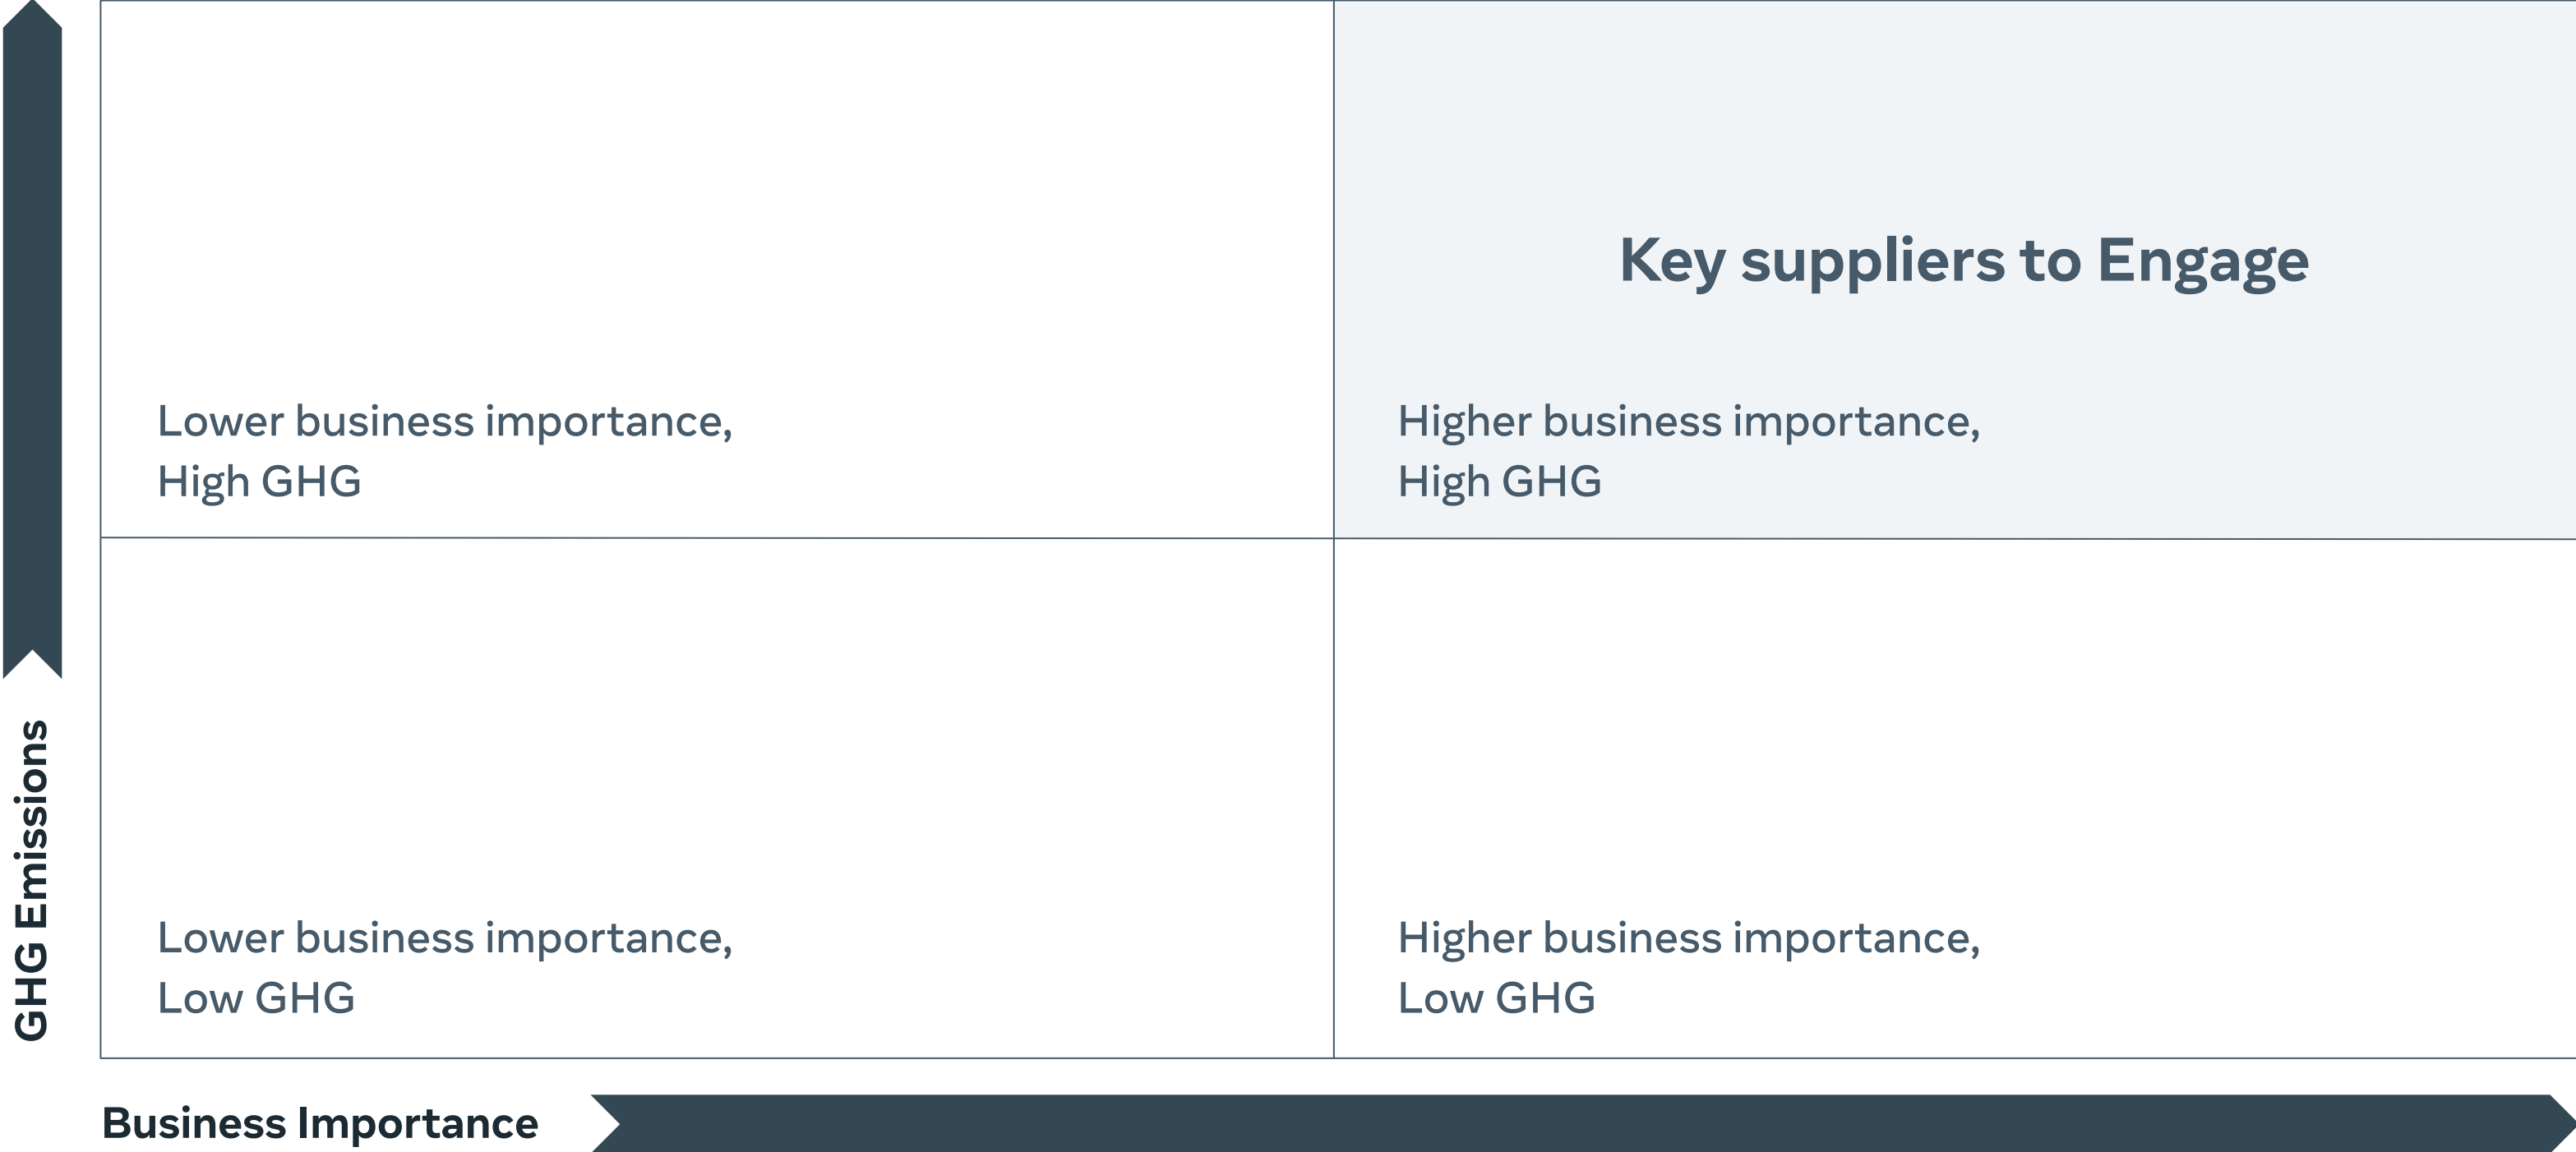 Key suppliers to Engage
Lower business importance,
High GHG
Higher business importance,
High GHG
GHG Emissions
Lower business importance,
Low GHG
Higher business importance,
Low GHG
Business Importance